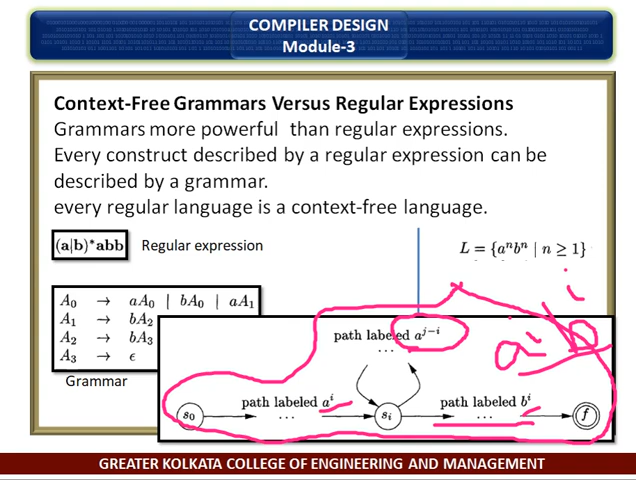 COMPILER DESIGN
Module-3
Context-Free Grammars Versus Regular Expressions
Grammars more powerful than regular expressions.
Every construct described by a regular expression can be
described by a grammar.
every regular language is a context-free language.
(a|b)*abb Regular expression
L = {aⁿbⁿ | n ≥ 1}
A₀ → aA₀ | bA₀ | aA₁
A₁ → bA₂
A₂ → bA₃
A₃ → ϵ
Grammar
path labeled aʲ⁻ⁱ
...
aⁱ bⁱ
path labeled aⁱ
path labeled bⁱ
s₀ ... sᵢ ... f
GREATER KOLKATA COLLEGE OF ENGINEERING AND MANAGEMENT